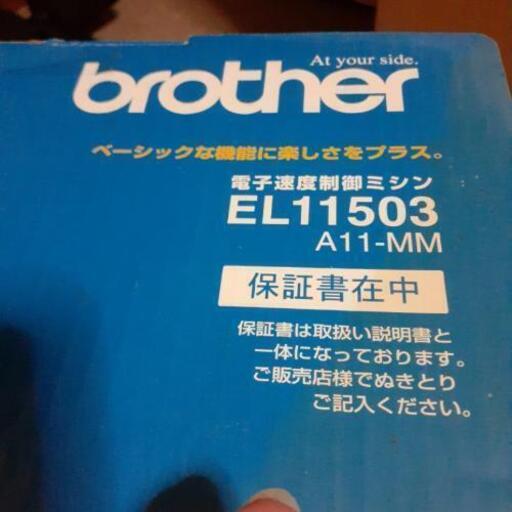 At your side.
brother
ベーシックな機能に楽しさをプラス。
電子速度制御ミシン
EL11503
A11-MM
保証書在中
保証書は取扱い説明書と
一体になっております。
ご販売店様でぬきとり
ご記入ください。